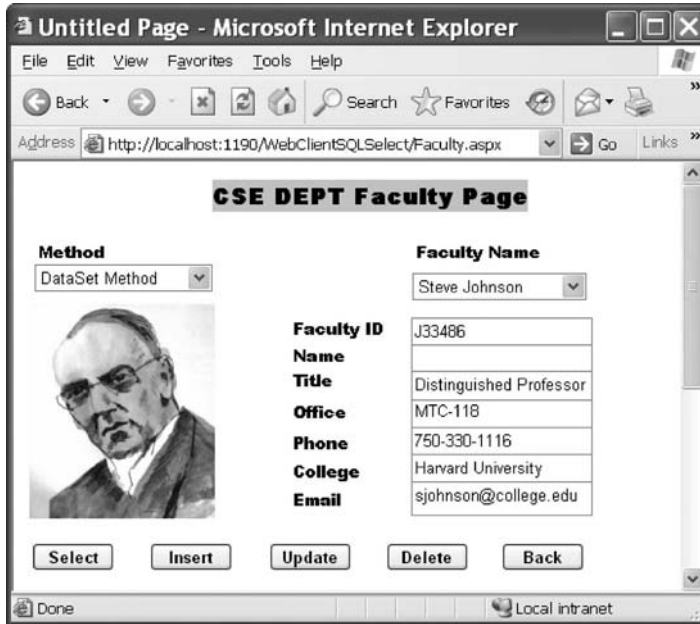 Untitled Page - Microsoft Internet Explorer
File Edit View Favorites Tools Help
Back Search Favorites »
Address http://localhost:1190/WebClientSQLSelect/Faculty.aspx Go Links »
CSE DEPT Faculty Page
Method Faculty Name
DataSet Method Steve Johnson
Faculty ID J33486
Name
Title Distinguished Professor
Office MTC-118
Phone 750-330-1116
College Harvard University
Email sjohnson@college.edu
Select Insert Update Delete Back
Done Local intranet